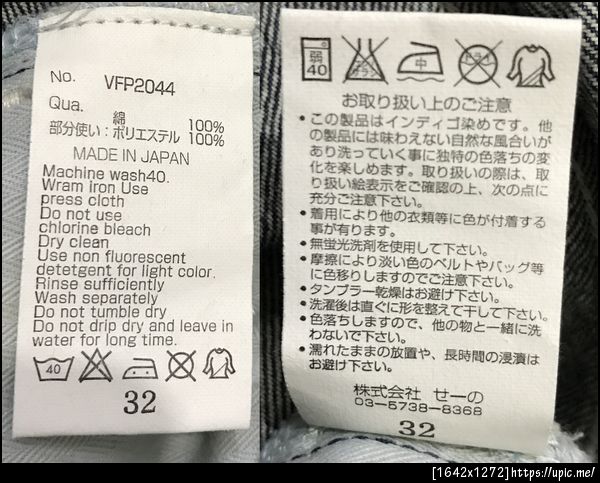 No. VFP2044
Qua.
綿 100%
部分使い：ポリエステル 100%
MADE IN JAPAN
Machine wash40.
Wram iron Use
press cloth
Do not use
chlorine bleach
Dry clean
Use non fluorescent
detetgent for light color.
Rinse sufficiently
Wash separately
Do not tumble dry
Do not drip dry and leave in
water for long time.
40
32
弱
40
エンソ
サラシ
中
お取り扱い上のご注意
•この製品はインディゴ染めです。他
の製品には味わえない自然な風合いが
あり洗っていく事に独特の色落ちの変
化を楽しめます。取り扱いの際は、取
り扱い絵表示をご確認の上、次の点に
充分ご注意下さい。
•着用により他の衣類等に色が付着する
事が有ります。
•無蛍光洗剤を使用して下さい。
•摩擦により淡い色のベルトやバッグ等
に色移りしますのでご注意下さい。
•タンブラー乾燥はお避け下さい。
•洗濯後は直ぐに形を整えて干して下さい。
•色落ちしますので、他の物と一緒に洗
わないで下さい。
•濡れたままの放置や、長時間の浸漬は
お避け下さい。
株式会社 せーの
03-5738-8368
32
[1642x1272]https://upic.me/